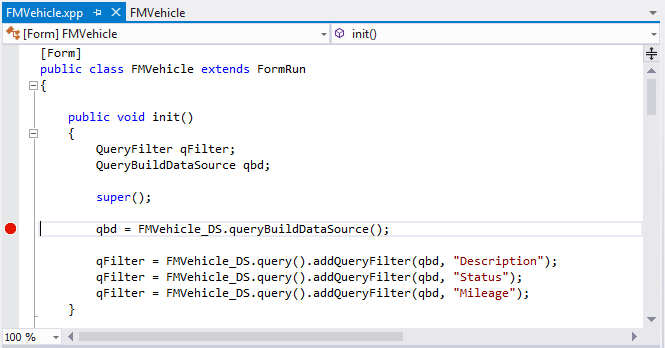 FMVehicle.xpp FMVehicle
[Form] FMVehicle init()
[Form]
public class FMVehicle extends FormRun
{
public void init()
{
QueryFilter qFilter;
QueryBuildDataSource qbd;
super();
qbd = FMVehicle_DS.queryBuildDataSource();
qFilter = FMVehicle_DS.query().addQueryFilter(qbd, "Description");
qFilter = FMVehicle_DS.query().addQueryFilter(qbd, "Status");
qFilter = FMVehicle_DS.query().addQueryFilter(qbd, "Mileage");
}
100 %